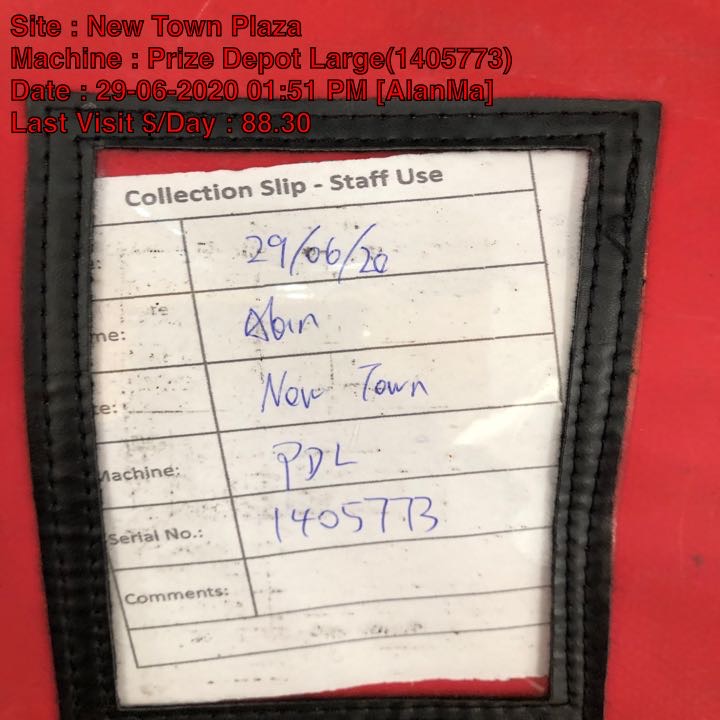 Site : New Town Plaza
Machine : Prize Depot Large(1405773)
Date : 29-06-2020 01:51 PM [AlanMa]
Last Visit $/Day : 88.30
Collection Slip - Staff Use
29/06/20
me: Alan
te: New Town
Machine: PDL
Serial No.: 1405773
Comments: